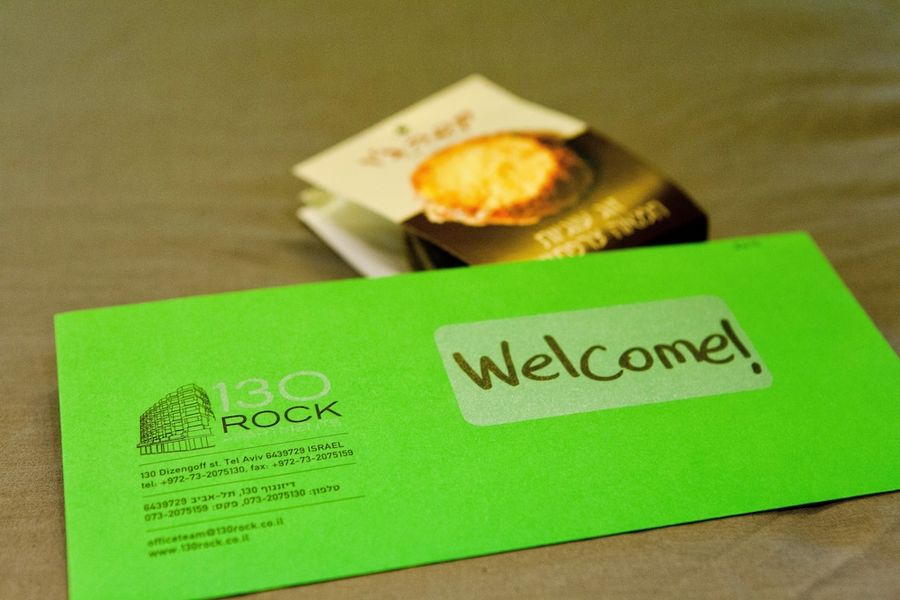 Welcome!
130
ROCK
130 Dizengoff st. Tel Aviv 6439729 ISRAEL
tel: +972-73-2075130, fax: +972-73-2075159
דיזנגוף 130, תל-אביב 6439729
טלפון: 073-2075130, פקס: 073-2075159
officeteam@130rock.co.il
www.130rock.co.il